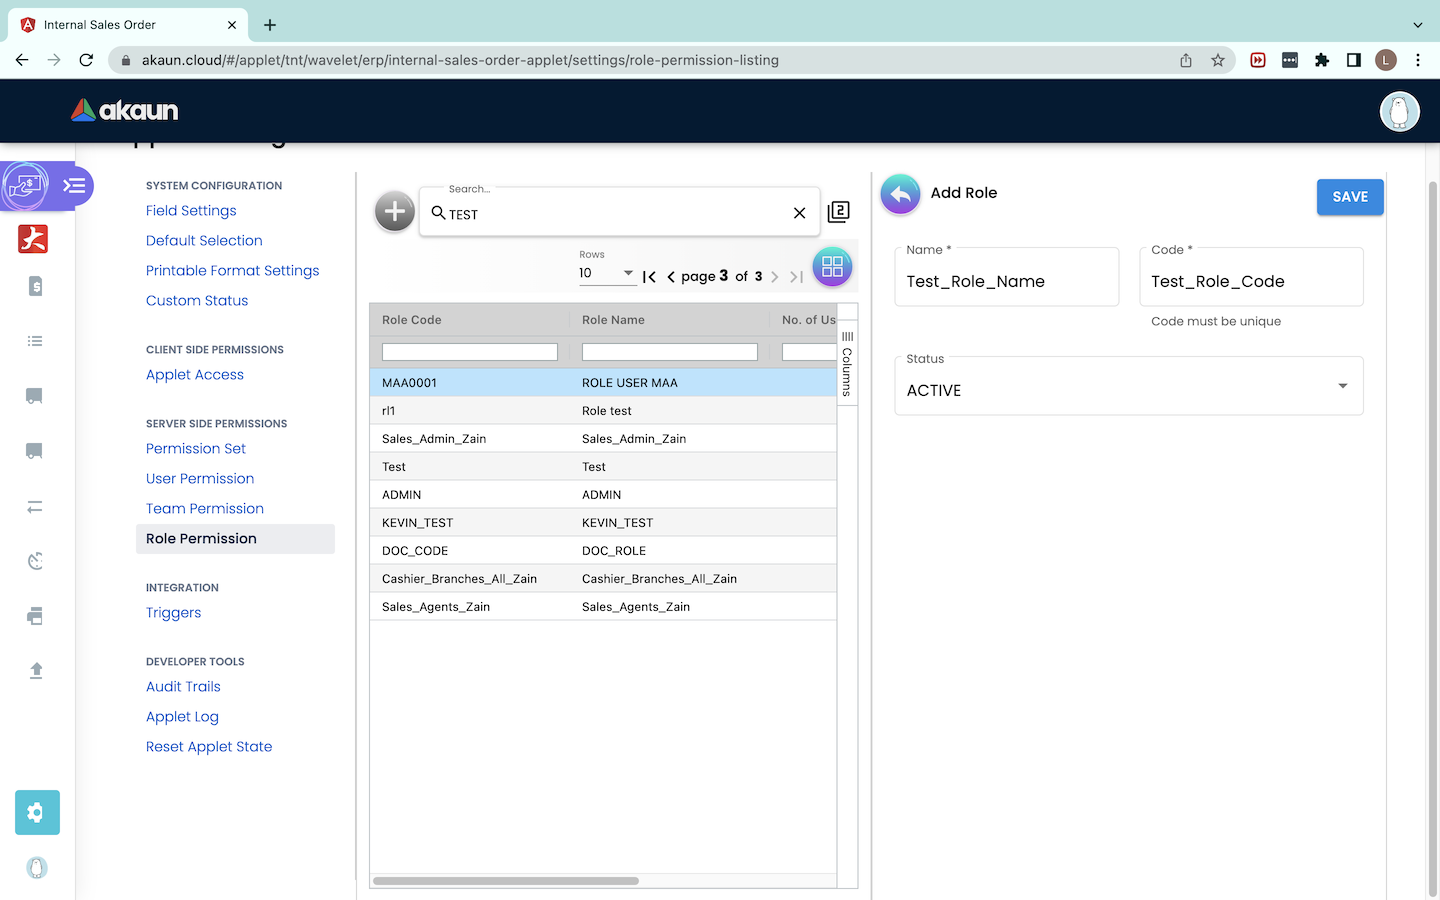 Internal Sales Order
akaun.cloud/#/applet/tnt/wavelet/erp/internal-sales-order-applet/settings/role-permission-listing
L
akaun
SYSTEM CONFIGURATION
Field Settings
Default Selection
Printable Format Settings
Custom Status
CLIENT SIDE PERMISSIONS
Applet Access
SERVER SIDE PERMISSIONS
Permission Set
User Permission
Team Permission
Role Permission
INTEGRATION
Triggers
DEVELOPER TOOLS
Audit Trails
Applet Log
Reset Applet State
Search...
TEST
2
Rows
10
page 3 of 3
Role Code Role Name No. of Us
Columns
MAA0001 ROLE USER MAA
rl1 Role test
Sales_Admin_Zain Sales_Admin_Zain
Test Test
ADMIN ADMIN
KEVIN_TEST KEVIN_TEST
DOC_CODE DOC_ROLE
Cashier_Branches_All_Zain Cashier_Branches_All_Zain
Sales_Agents_Zain Sales_Agents_Zain
Add Role
SAVE
Name *
Test_Role_Name
Code *
Test_Role_Code
Code must be unique
Status
ACTIVE